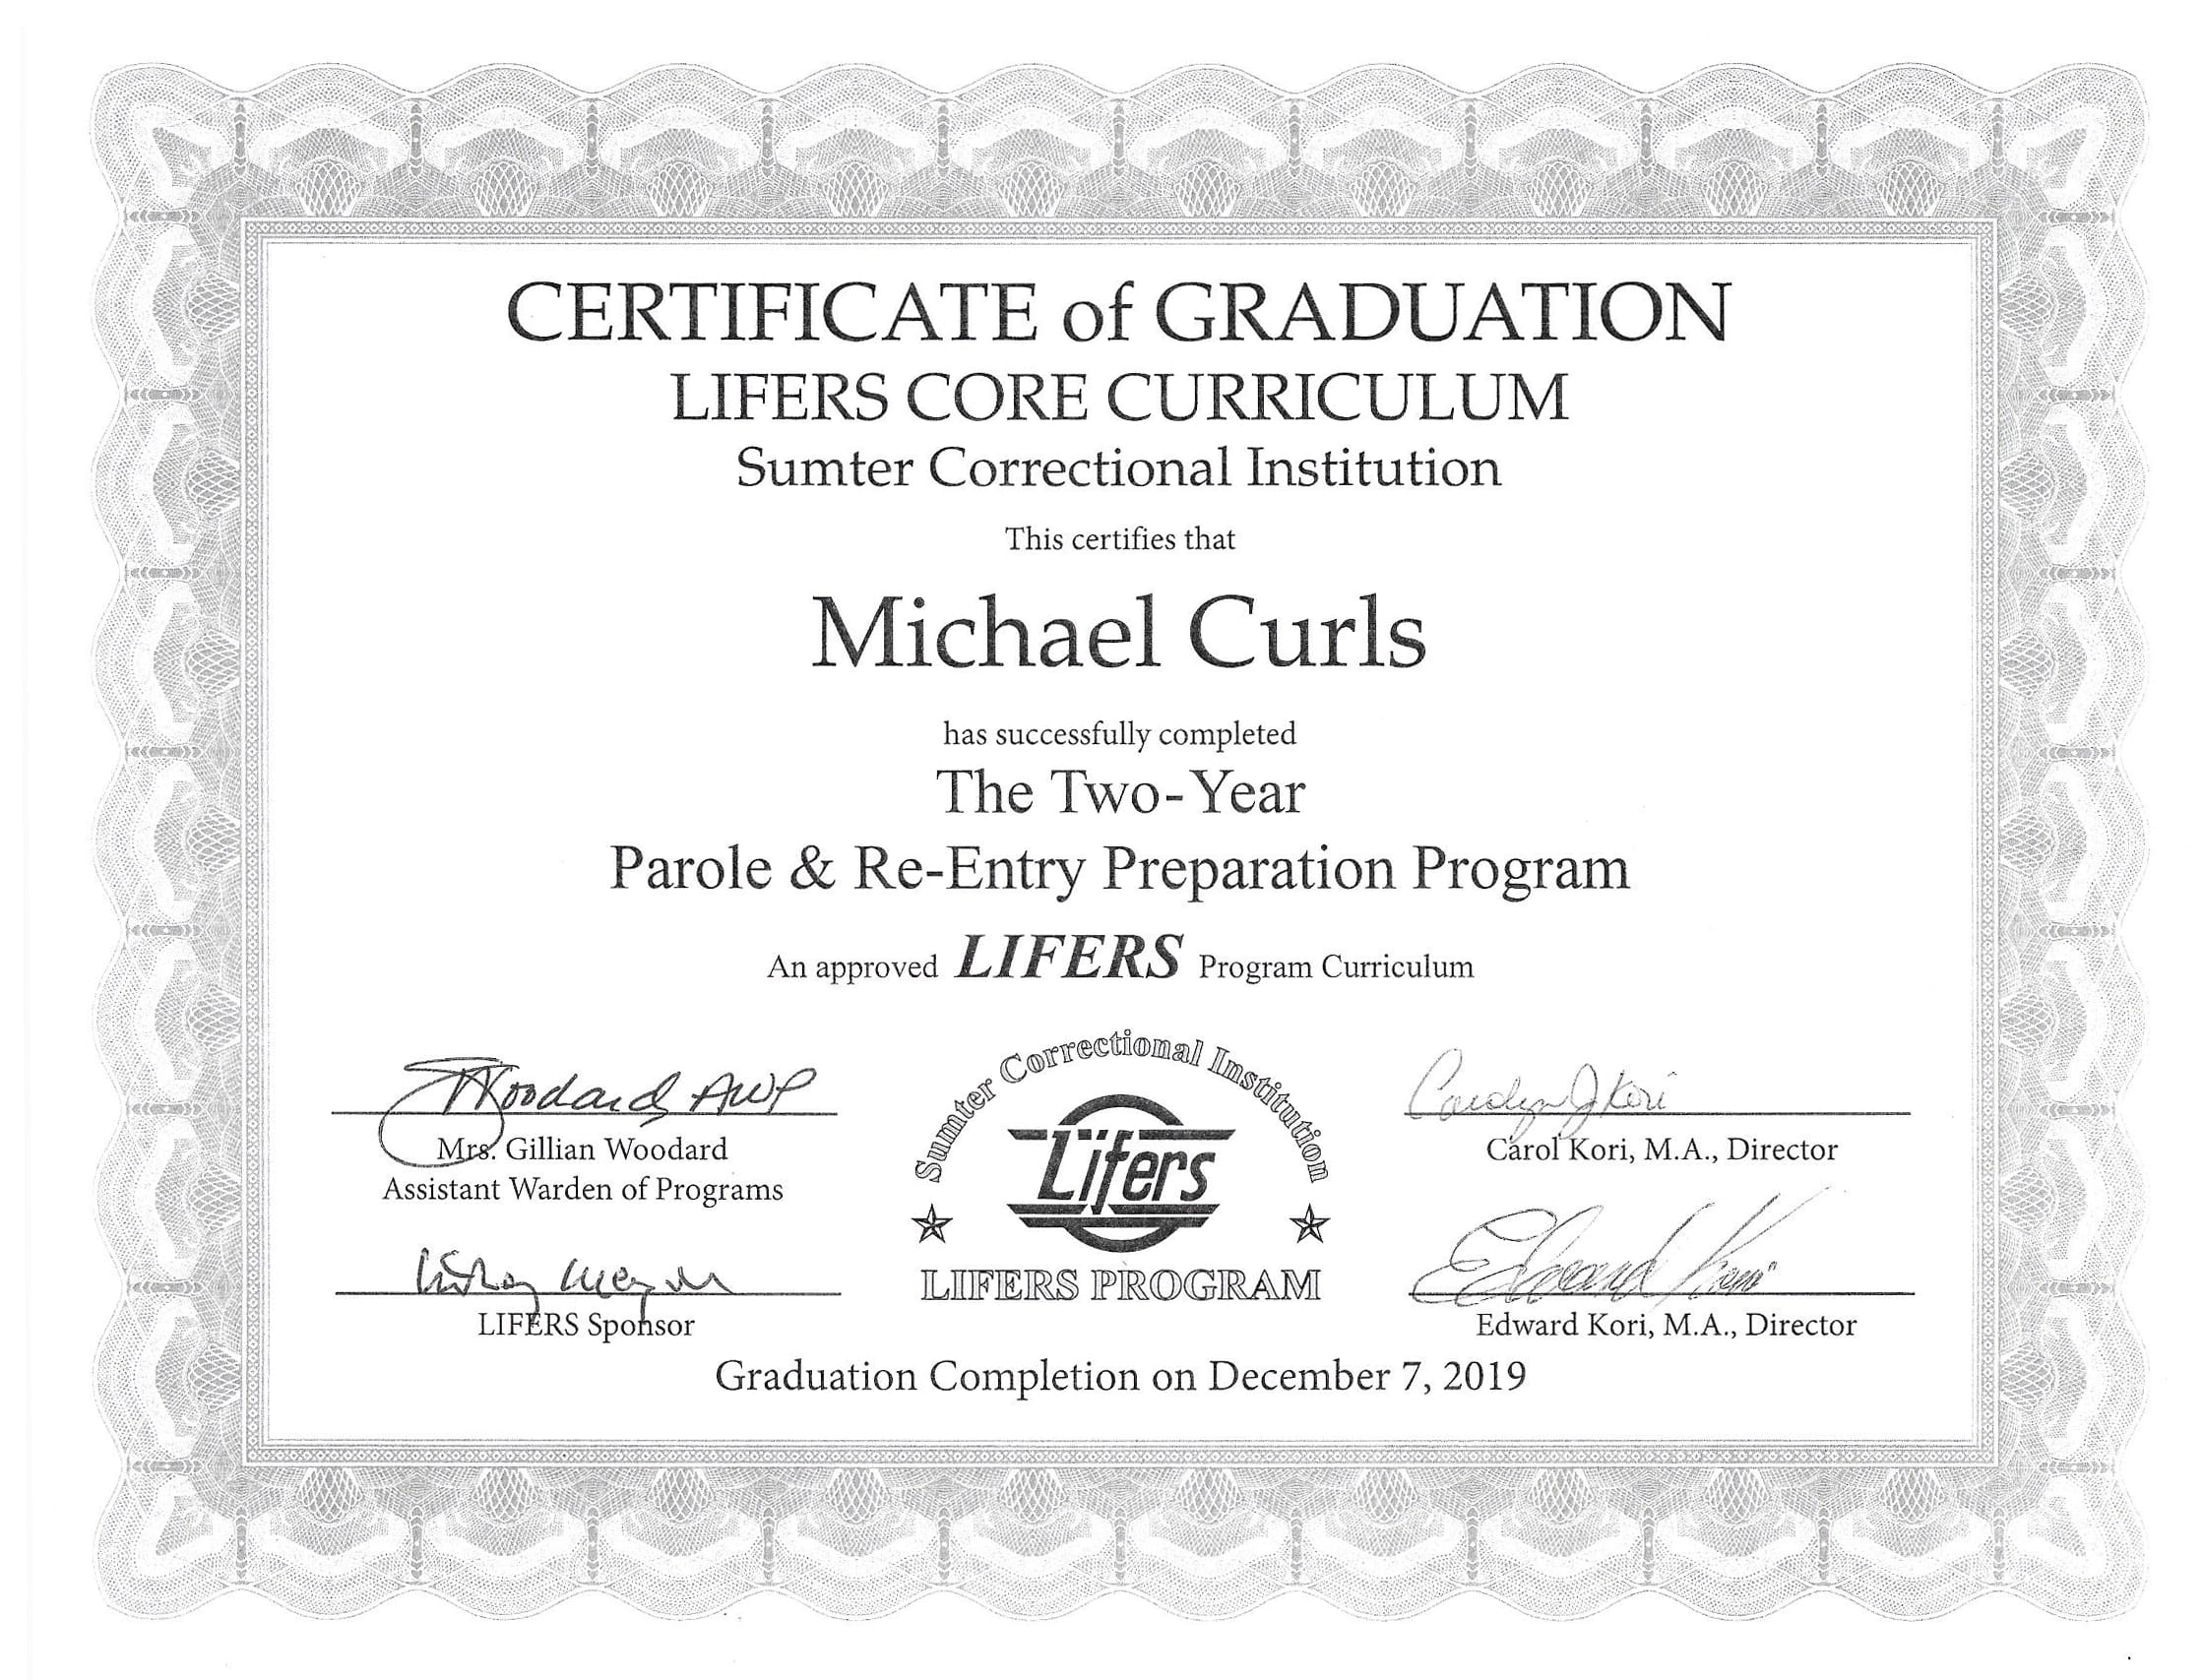 CERTIFICATE of GRADUATION
LIFERS CORE CURRICULUM
Sumter Correctional Institution
This certifies that
Michael Curls
has successfully completed
The Two-Year
Parole & Re-Entry Preparation Program
An approved LIFERS Program Curriculum
Woodard AWP
Mrs. Gillian Woodard
Assistant Warden of Programs
LIFERS Sponsor
Sumter Correctional Institution
Lifers
LIFERS PROGRAM
Carolyn J Kori
Carol Kori, M.A., Director
Edward Kori
Edward Kori, M.A., Director
Graduation Completion on December 7, 2019